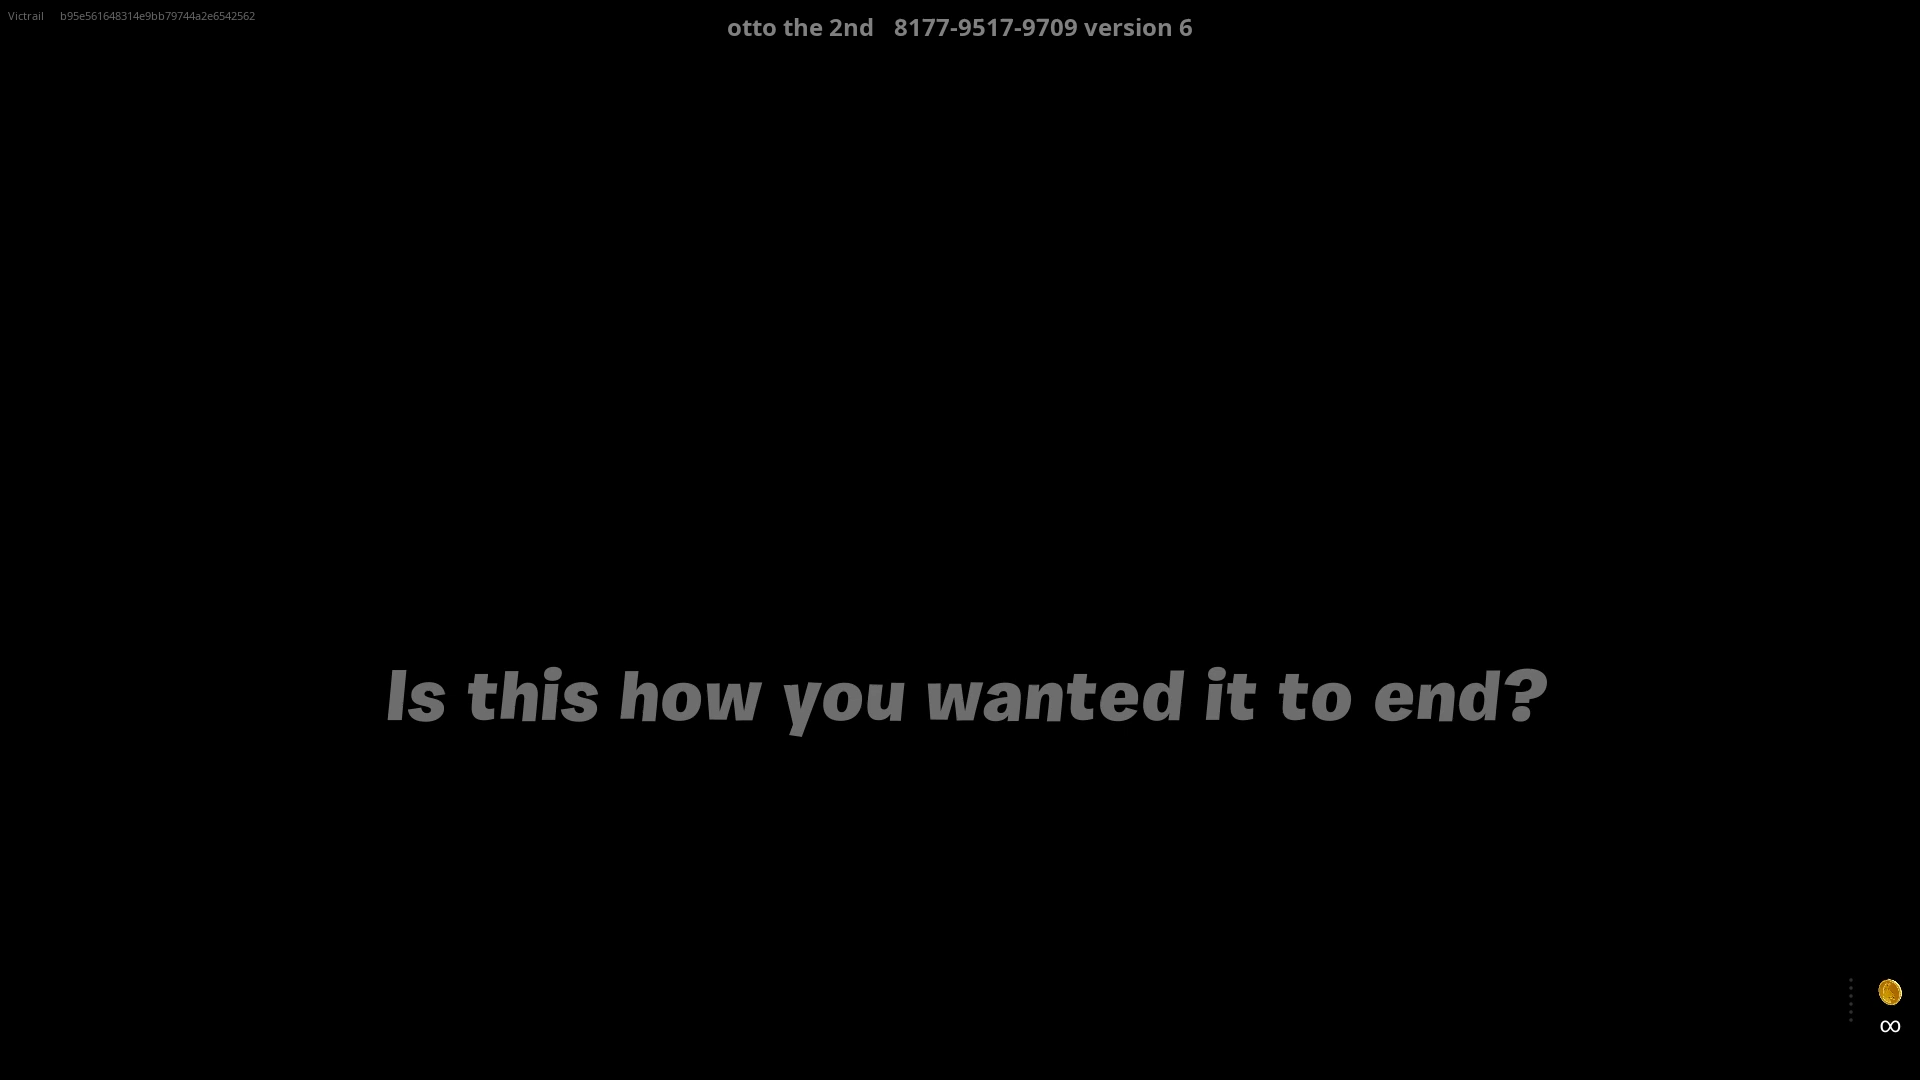 Victrail b95e561648314e9bb79744a2e6542562
otto the 2nd 8177-9517-9709 version 6
Is this how you wanted it to end?
∞